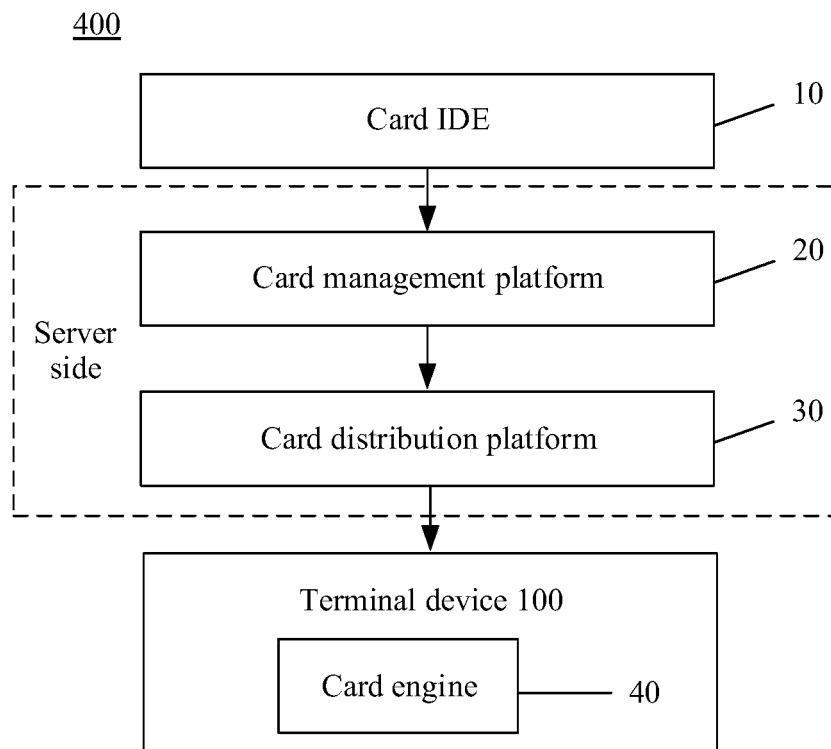 400
Card IDE
10
Card management platform
20
Server
side
Card distribution platform
30
Terminal device 100
Card engine
40